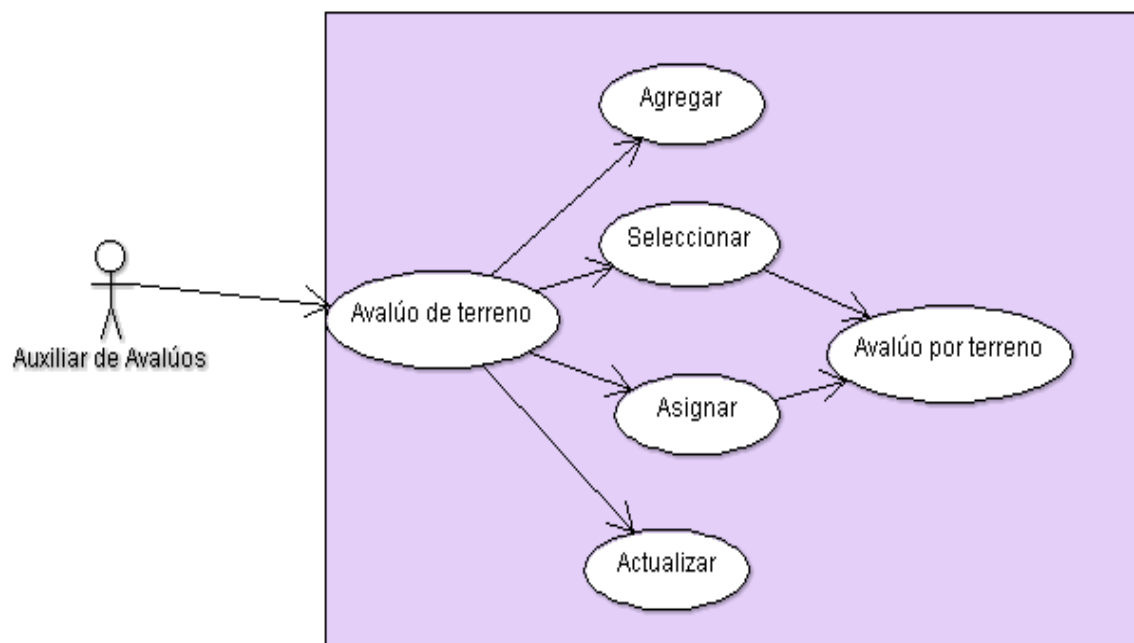 Agregar
Seleccionar
Avalúo de terreno
Avalúo por terreno
Auxiliar de Avalúos
Asignar
Actualizar